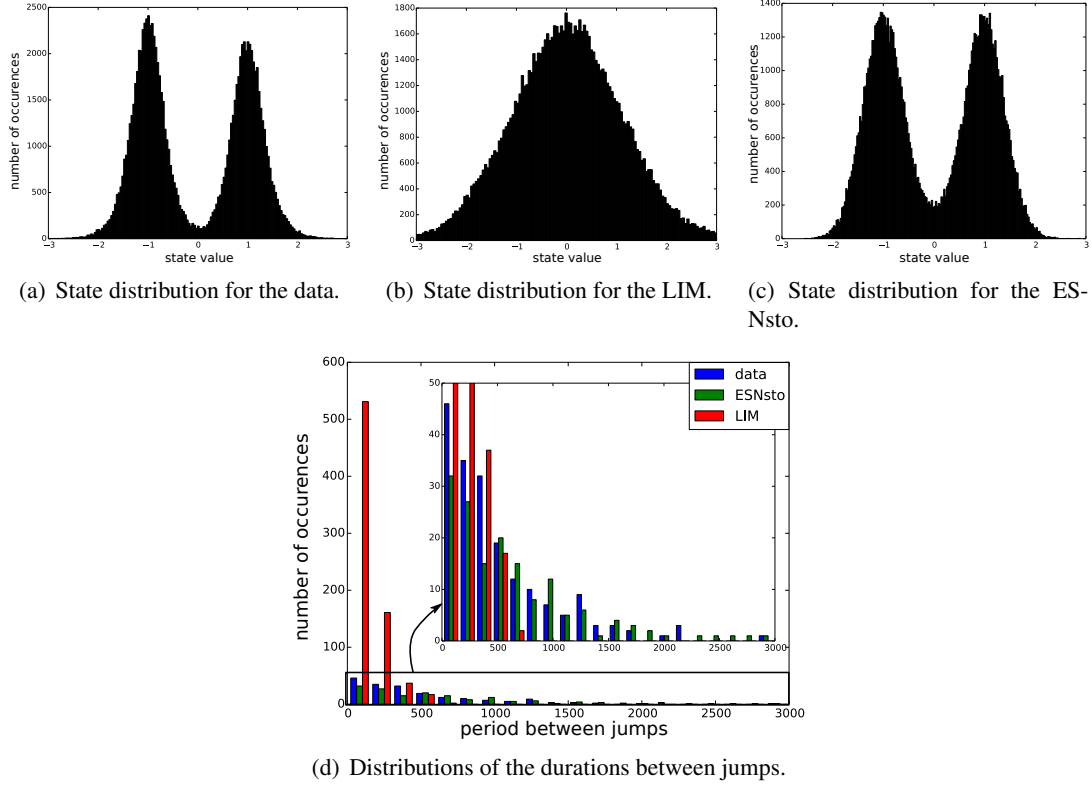 2500
2000
1500
1000
500
0
number of occurences
−3 −2 −1 0 1 2 3
state value
1800
1600
1400
1200
1000
800
600
400
200
0
number of occurences
−3 −2 −1 0 1 2 3
state value
1400
1200
1000
800
600
400
200
0
number of occurences
−3 −2 −1 0 1 2 3
state value
(a) State distribution for the data.
(b) State distribution for the LIM.
(c) State distribution for the ES-
Nsto.
600
500
400
300
200
100
0
number of occurences
50
40
30
20
10
0
0 500 1000 1500 2000 2500 3000
data
ESNsto
LIM
0 500 1000 1500 2000 2500 3000
period between jumps
(d) Distributions of the durations between jumps.